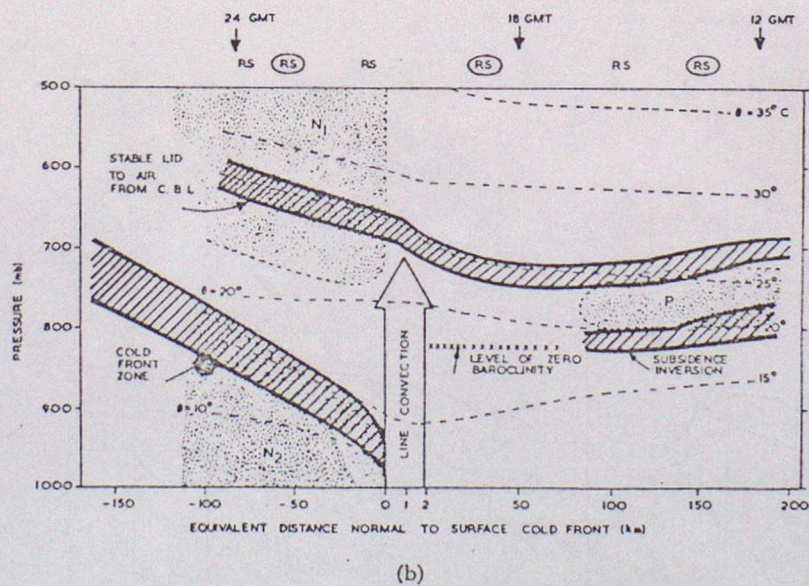 24 GMT 18 GMT 12 GMT
RS RS RS RS RS RS
500
N1 θ = 35° C
STABLE LID
TO AIR
FROM C.B.L
600
30°
700
25°
P
θ = 20°
800
COLD
FRONT
ZONE
LEVEL OF ZERO
BAROCLINITY
SUBSIDENCE
INVERSION
15°
900
θ = 10°
N2
1000
PRESSURE (mb)
LINE CONVECTION
-150 -100 -50 0 1 2 50 100 150 200
EQUIVALENT DISTANCE NORMAL TO SURFACE COLD FRONT (km)
(b)